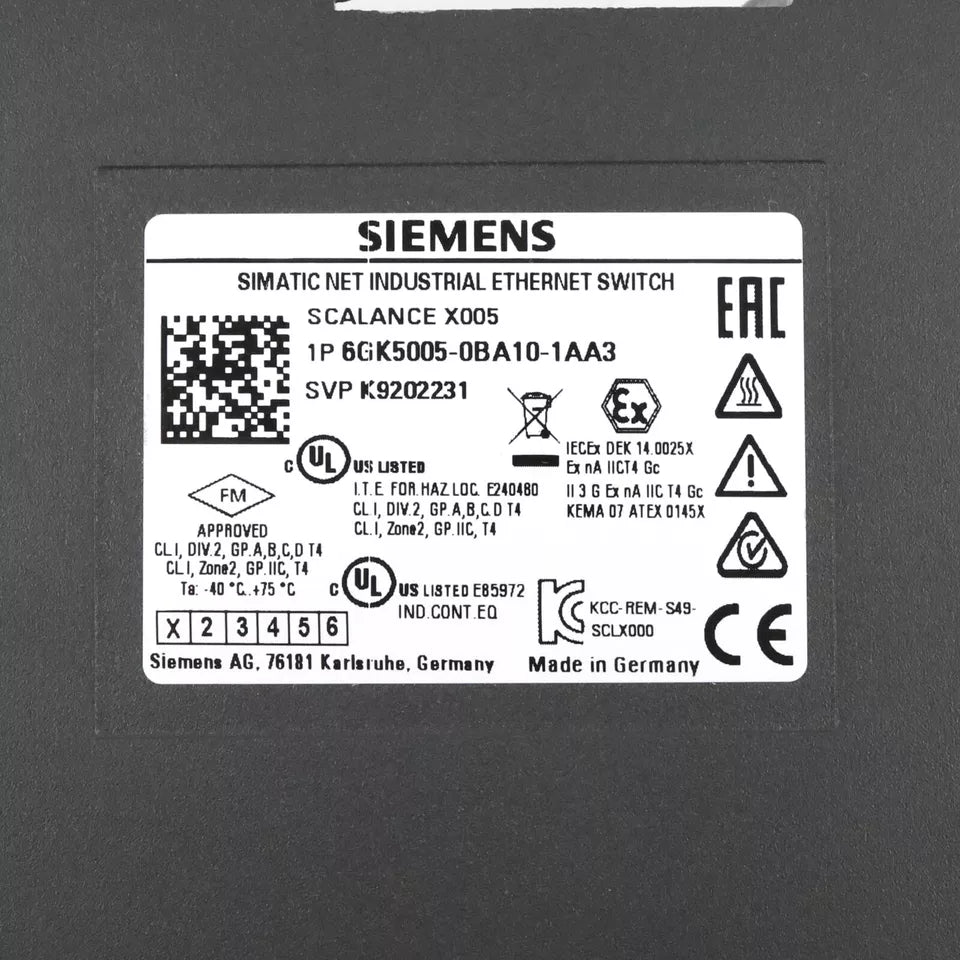 SIEMENS
SIMATIC NET INDUSTRIAL ETHERNET SWITCH
SCALANCE X005
1P 6GK5005-0BA10-1AA3
SVP K9202231
EAC
Ex
IECEx DEK 14.0025X
Ex nA IICT4 Gc
II 3 G Ex nA IIC T4 Gc
KEMA 07 ATEX 0145X
C UL US LISTED
I.T.E. FOR HAZ.LOC. E240480
CL.I, DIV.2, GP.A,B,C,D T4
CL.I, Zone2, GP.IIC, T4
FM
APPROVED
CL.I, DIV.2, GP.A,B,C,D T4
CL.I, Zone2, GP.IIC, T4
Ta: -40 °C..+75 °C
C UL US LISTED E85972
IND.CONT.EQ
KCC-REM-S49-
SCLX000
CE
X 2 3 4 5 6
Siemens AG, 76181 Karlsruhe, Germany
Made in Germany